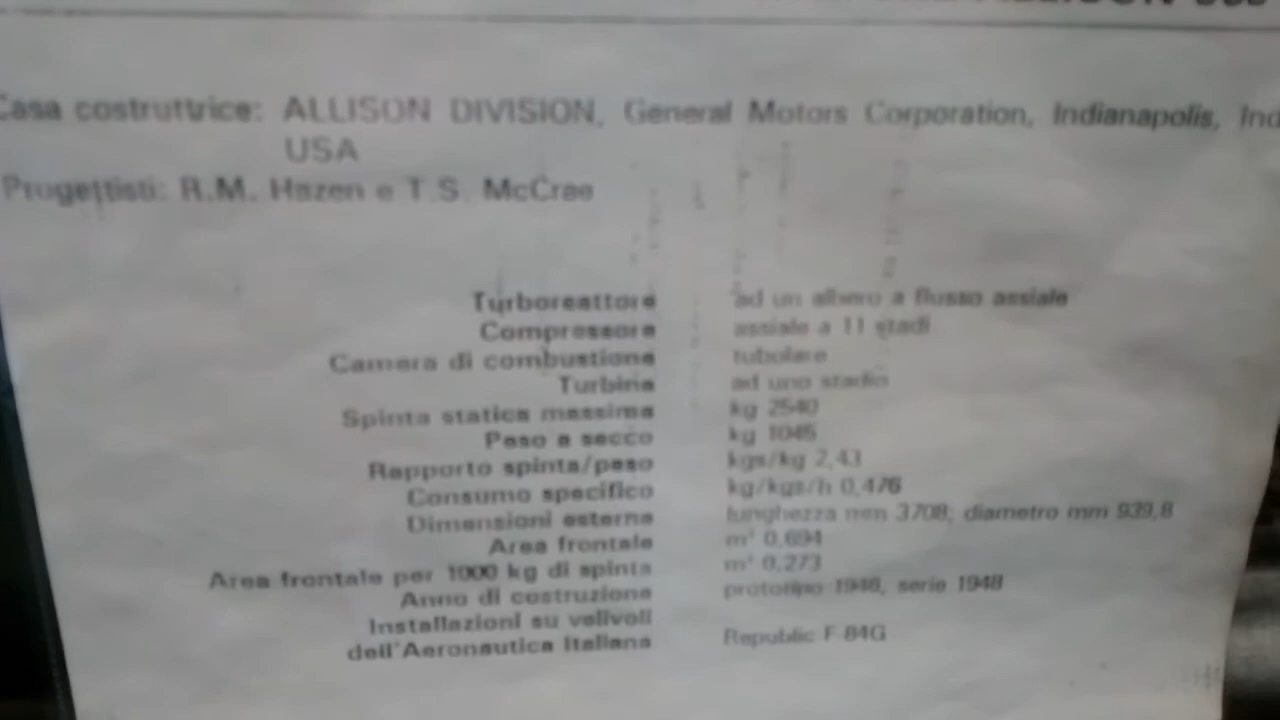 ALLISON
Casa costruttrice: ALLISON DIVISION, General Motors Corporation, Indianapolis, Ind
USA
Progettisti: R.M. Hazen e T.S. McCrae
Turboreattore ad un albero a flusso assiale
Compressore assiale a 11 stadi
Camera di combustione tubolare
Turbina ad uno stadio
Spinta statica massima kg 2540
Peso a secco kg 1045
Rapporto spinta/peso kgs/kg 2,43
Consumo specifico kg/kgs/h 0,476
Dimensioni esterne lunghezza mm 3708; diametro mm 939,8
Area frontale m² 0,694
Area frontale per 1000 kg di spinta m² 0,273
Anno di costruzione prototipo 1946, serie 1948
Installazioni su velivoli
dell'Aeronautica Italiana Republic F 84G